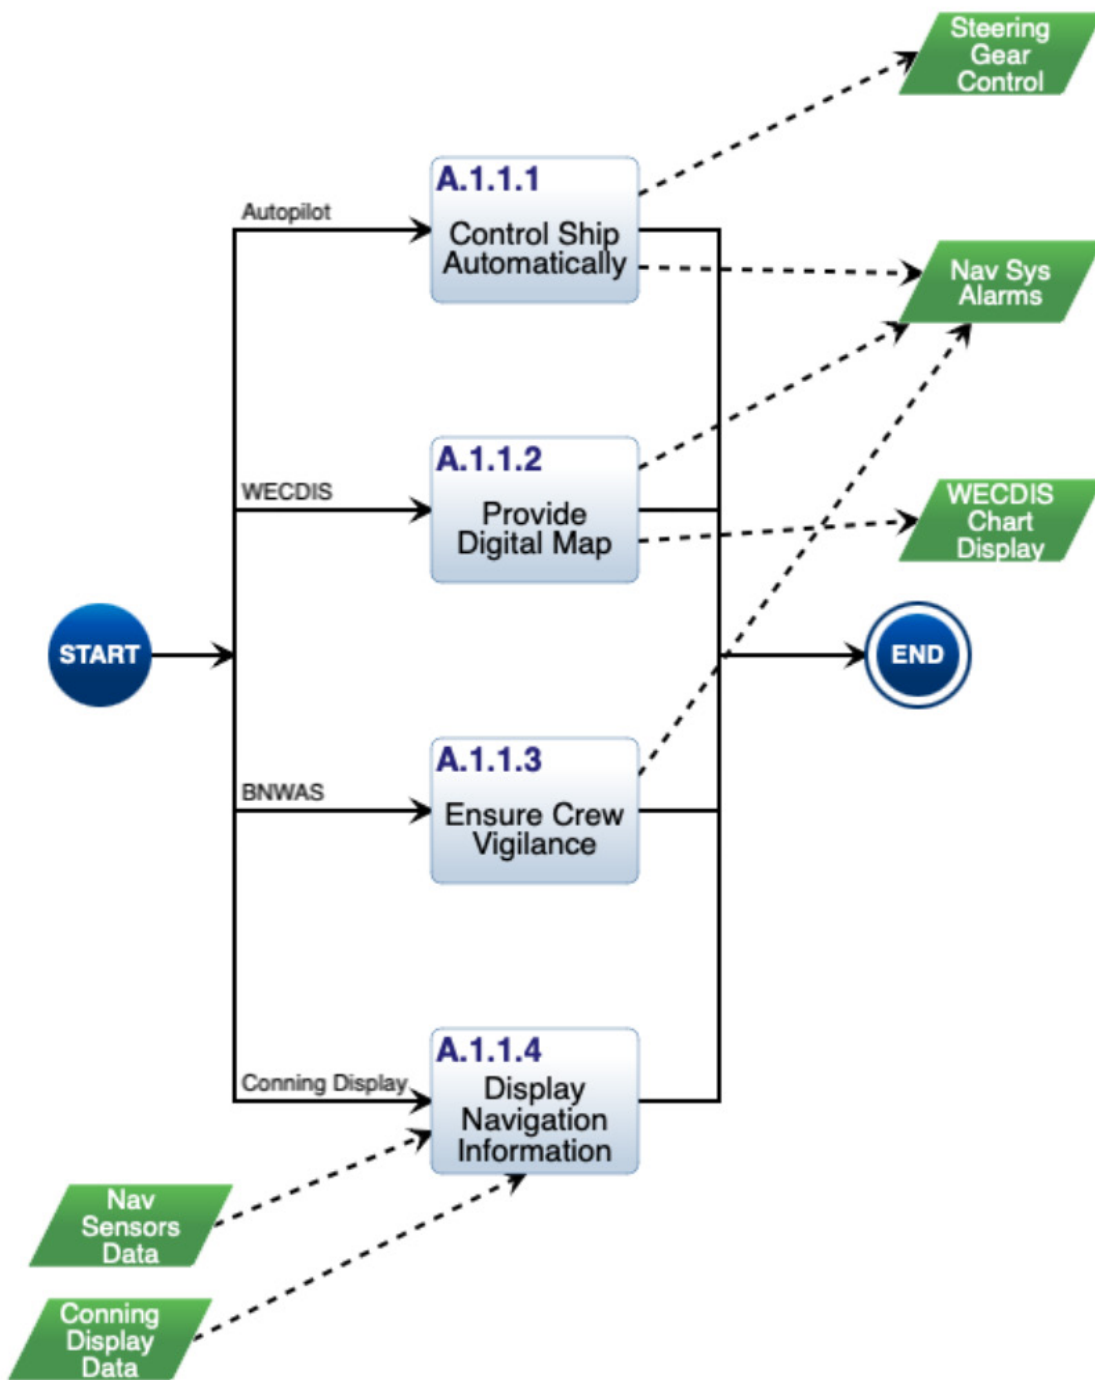 Steering
Gear
Control
A.1.1.1
Autopilot
Control Ship
Automatically
Nav Sys
Alarms
A.1.1.2
WECDIS
Provide
Digital Map
WECDIS
Chart
Display
START
END
A.1.1.3
BNWAS
Ensure Crew
Vigilance
A.1.1.4
Conning Display
Display
Navigation
Information
Nav
Sensors
Data
Conning
Display
Data